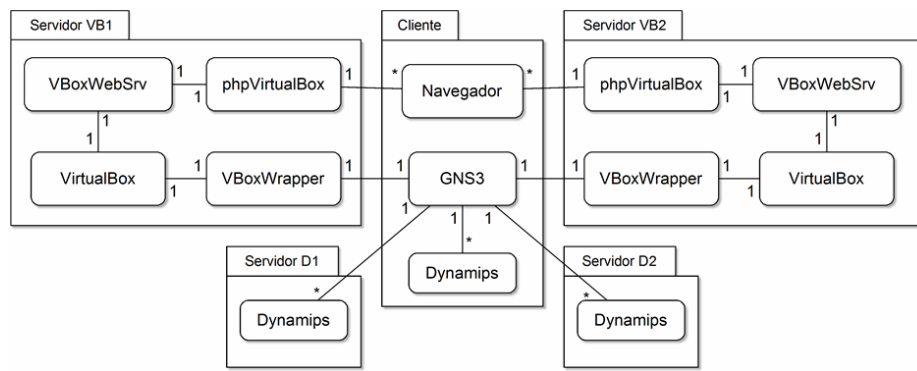 Servidor VB1
Cliente
Servidor VB2
VBoxWebSrv
1
1
phpVirtualBox
1
*
Navegador
*
1
phpVirtualBox
1
1
VBoxWebSrv
1
1
1
1
VirtualBox
1
1
VBoxWrapper
1
1
GNS3
1
1
VBoxWrapper
1
1
VirtualBox
1
1
1
Servidor D1
*
Servidor D2
Dynamips
*
Dynamips
*
Dynamips